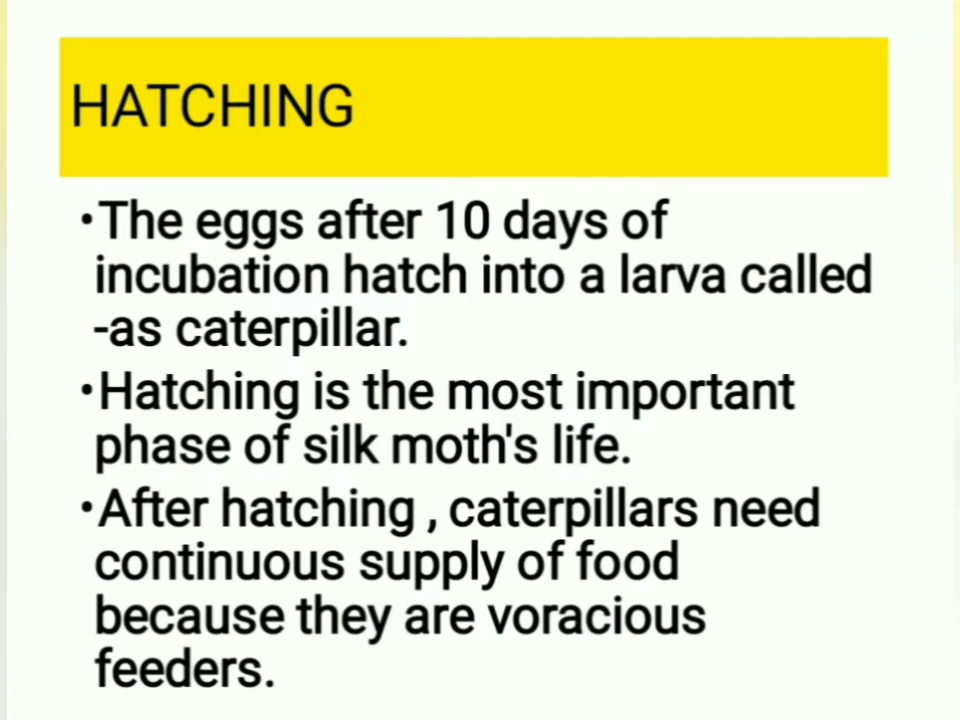 HATCHING
•The eggs after 10 days of
incubation hatch into a larva called
-as caterpillar.
•Hatching is the most important
phase of silk moth's life.
•After hatching , caterpillars need
continuous supply of food
because they are voracious
feeders.